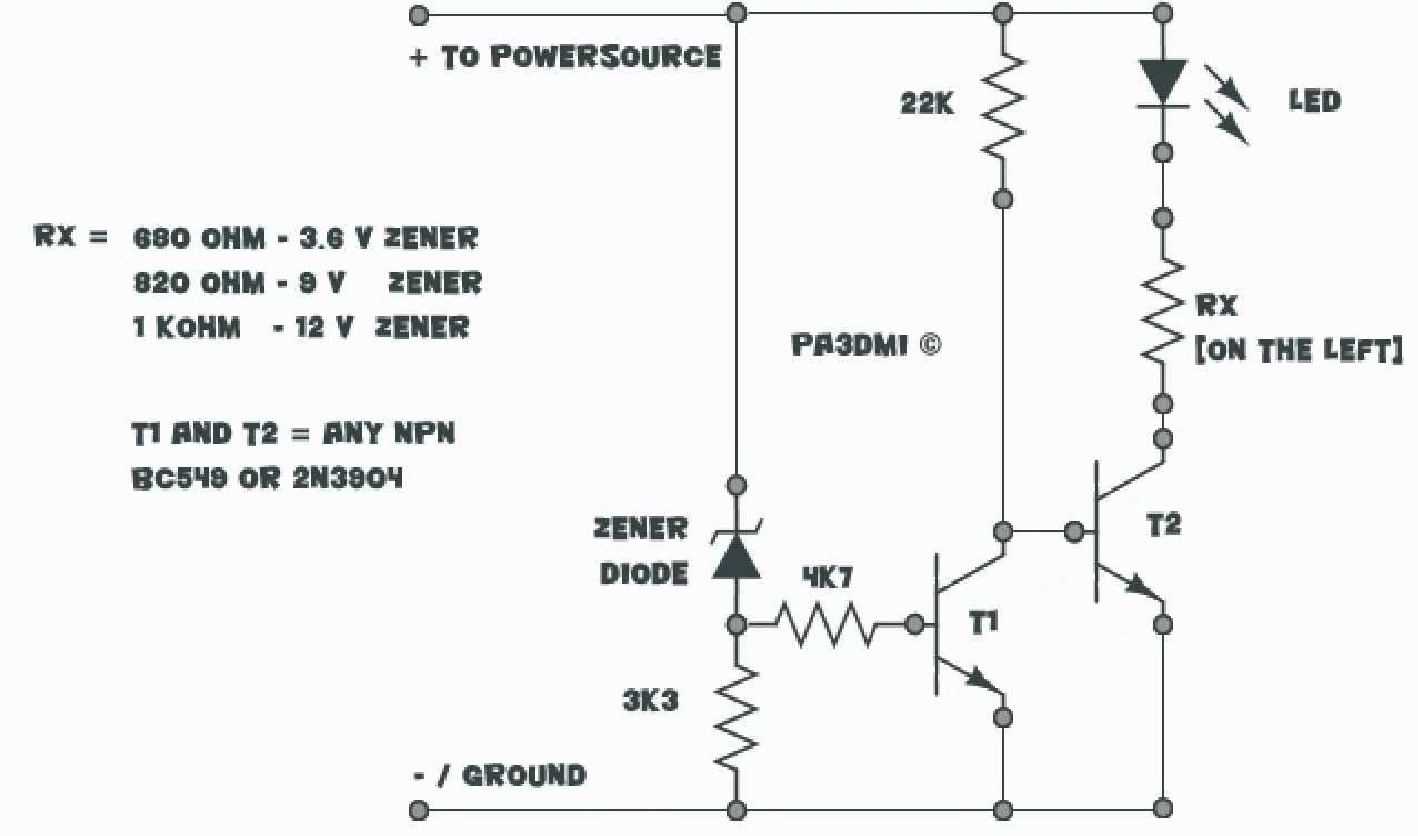 + TO POWERSOURCE
22K
LED
RX = 680 OHM - 3.6 V ZENER
820 OHM - 9 V ZENER
1 KOHM - 12 V ZENER
RX
[ON THE LEFT]
PA3DMI ©
T1 AND T2 = ANY NPN
BC549 OR 2N3904
ZENER
DIODE
4K7
T2
T1
3K3
- / GROUND